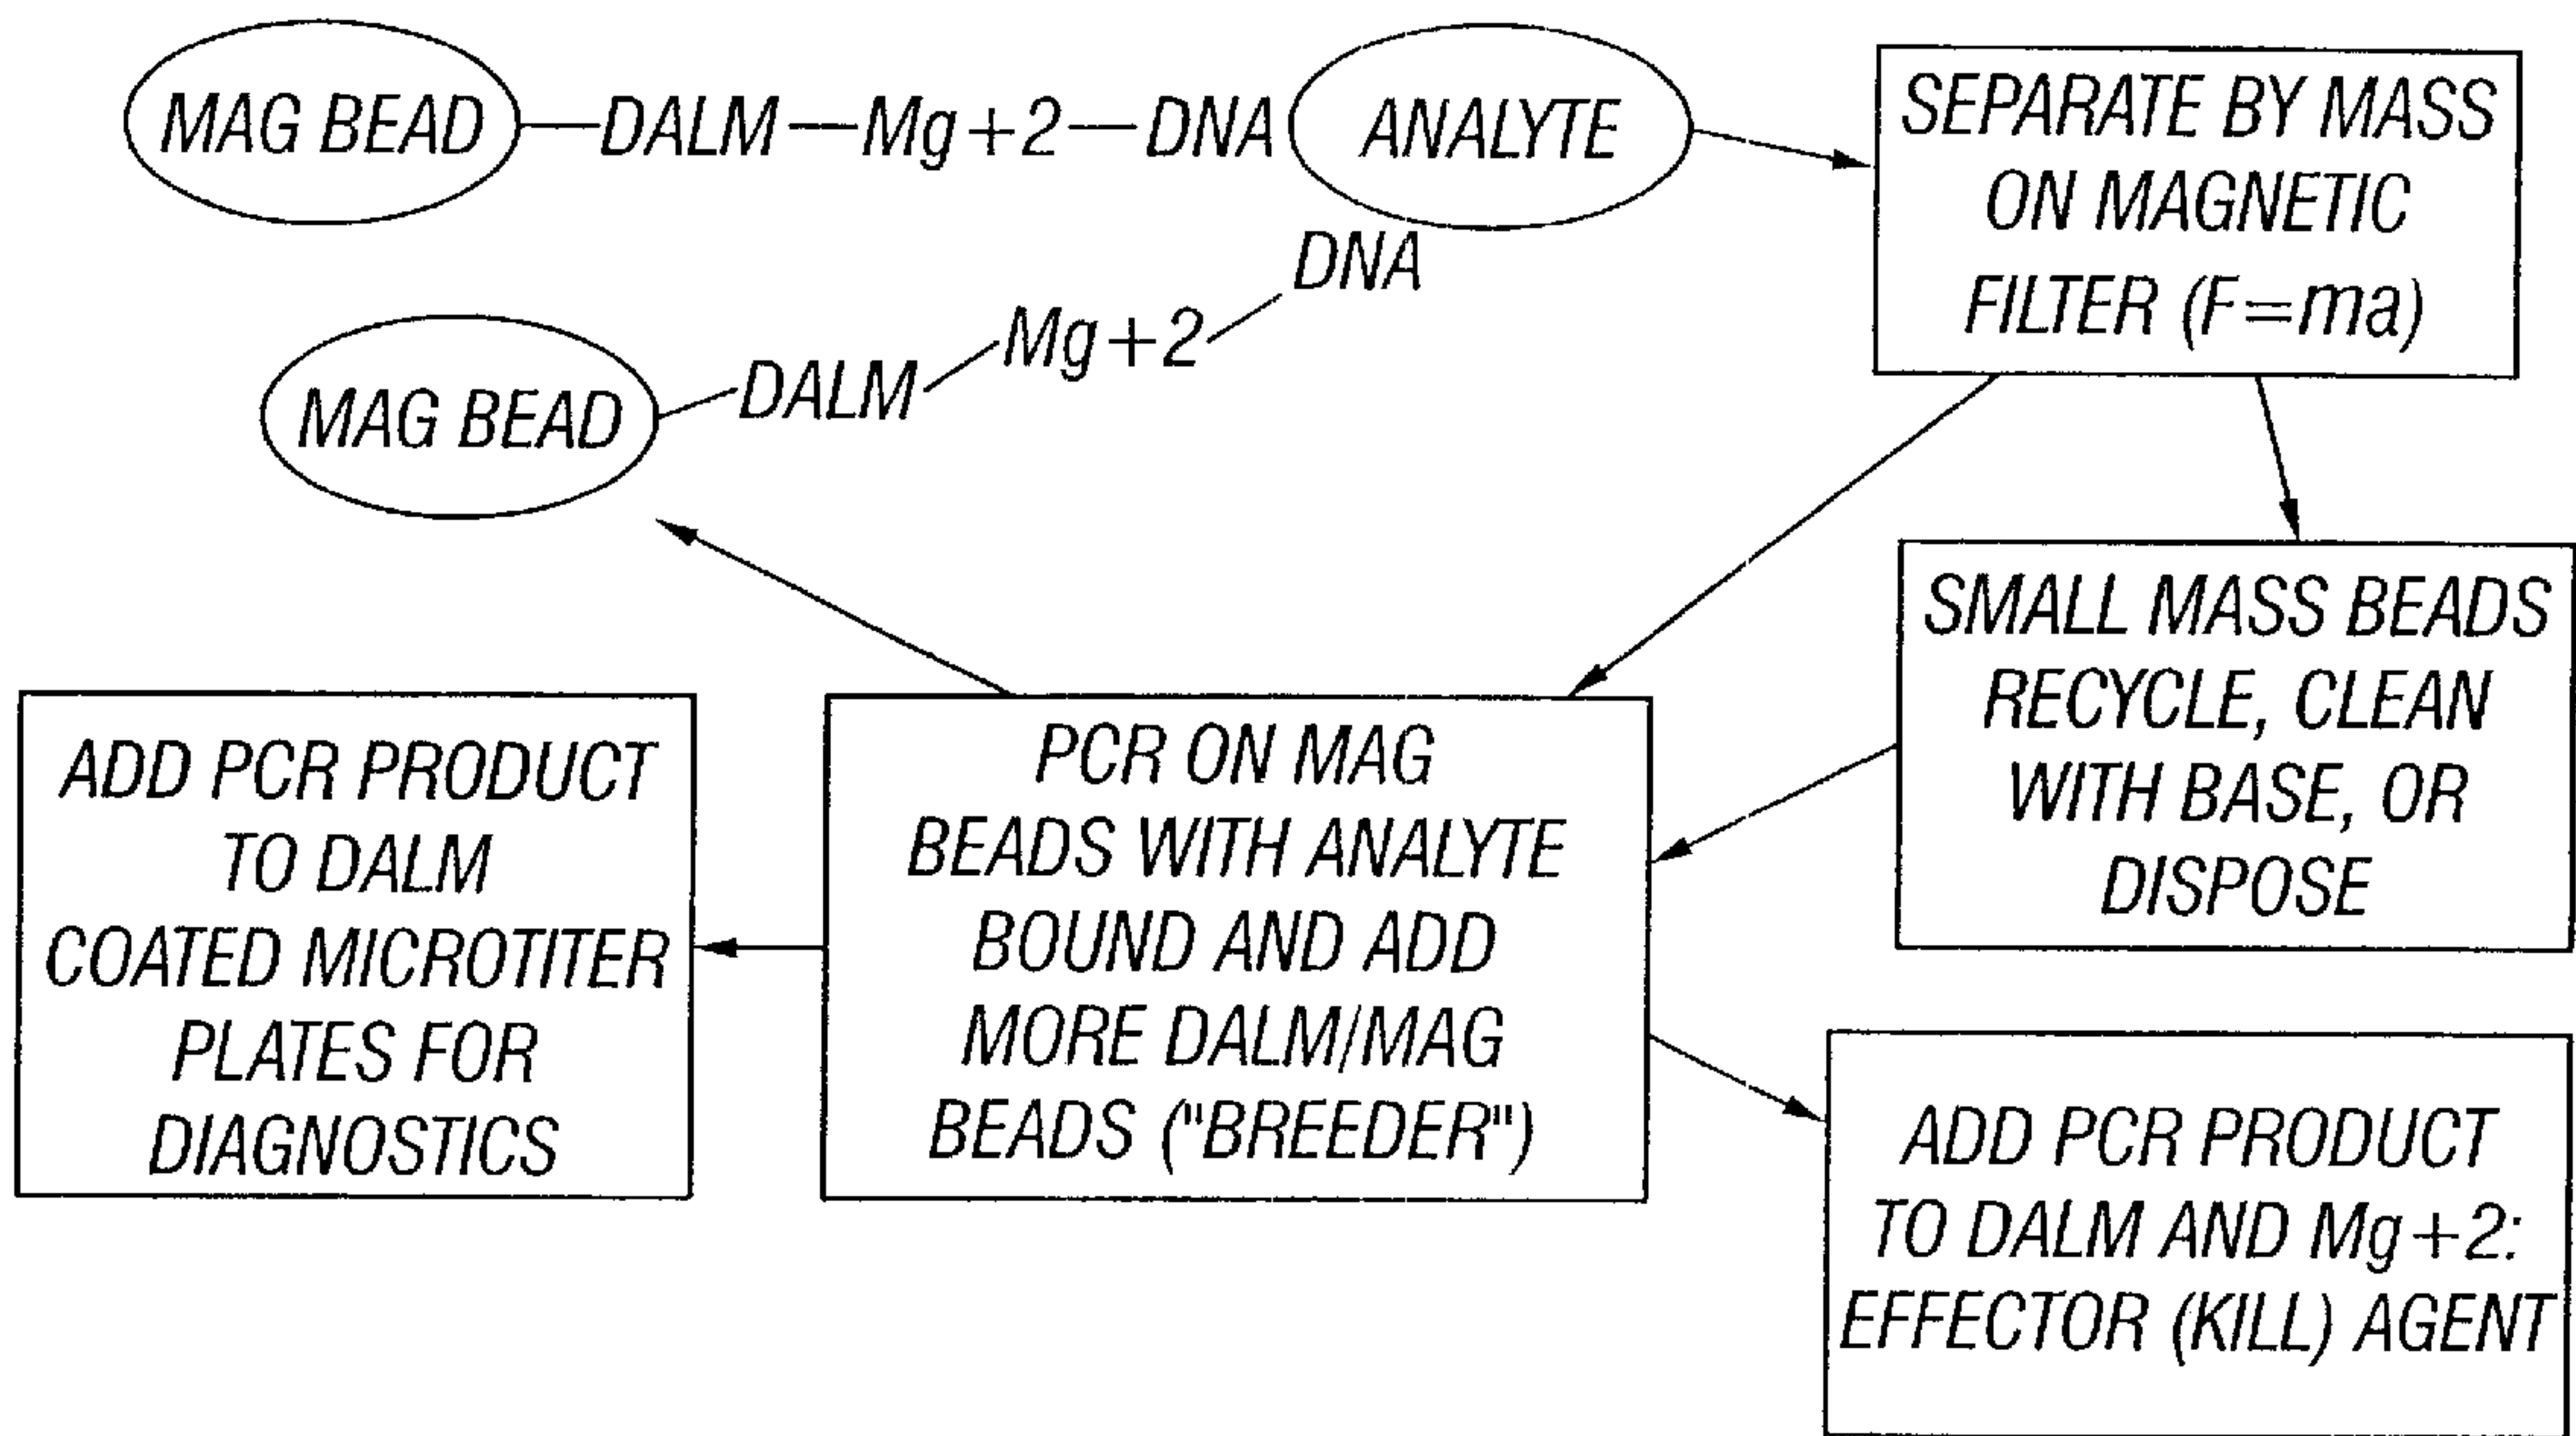 MAG BEAD—DALM—Mg+2—DNA ANALYTE
DNA
Mg+2
DALM
MAG BEAD
SEPARATE BY MASS
ON MAGNETIC
FILTER (F=ma)
SMALL MASS BEADS
RECYCLE, CLEAN
WITH BASE, OR
DISPOSE
PCR ON MAG
BEADS WITH ANALYTE
BOUND AND ADD
MORE DALM/MAG
BEADS ("BREEDER")
ADD PCR PRODUCT
TO DALM
COATED MICROTITER
PLATES FOR
DIAGNOSTICS
ADD PCR PRODUCT
TO DALM AND Mg+2:
EFFECTOR (KILL) AGENT